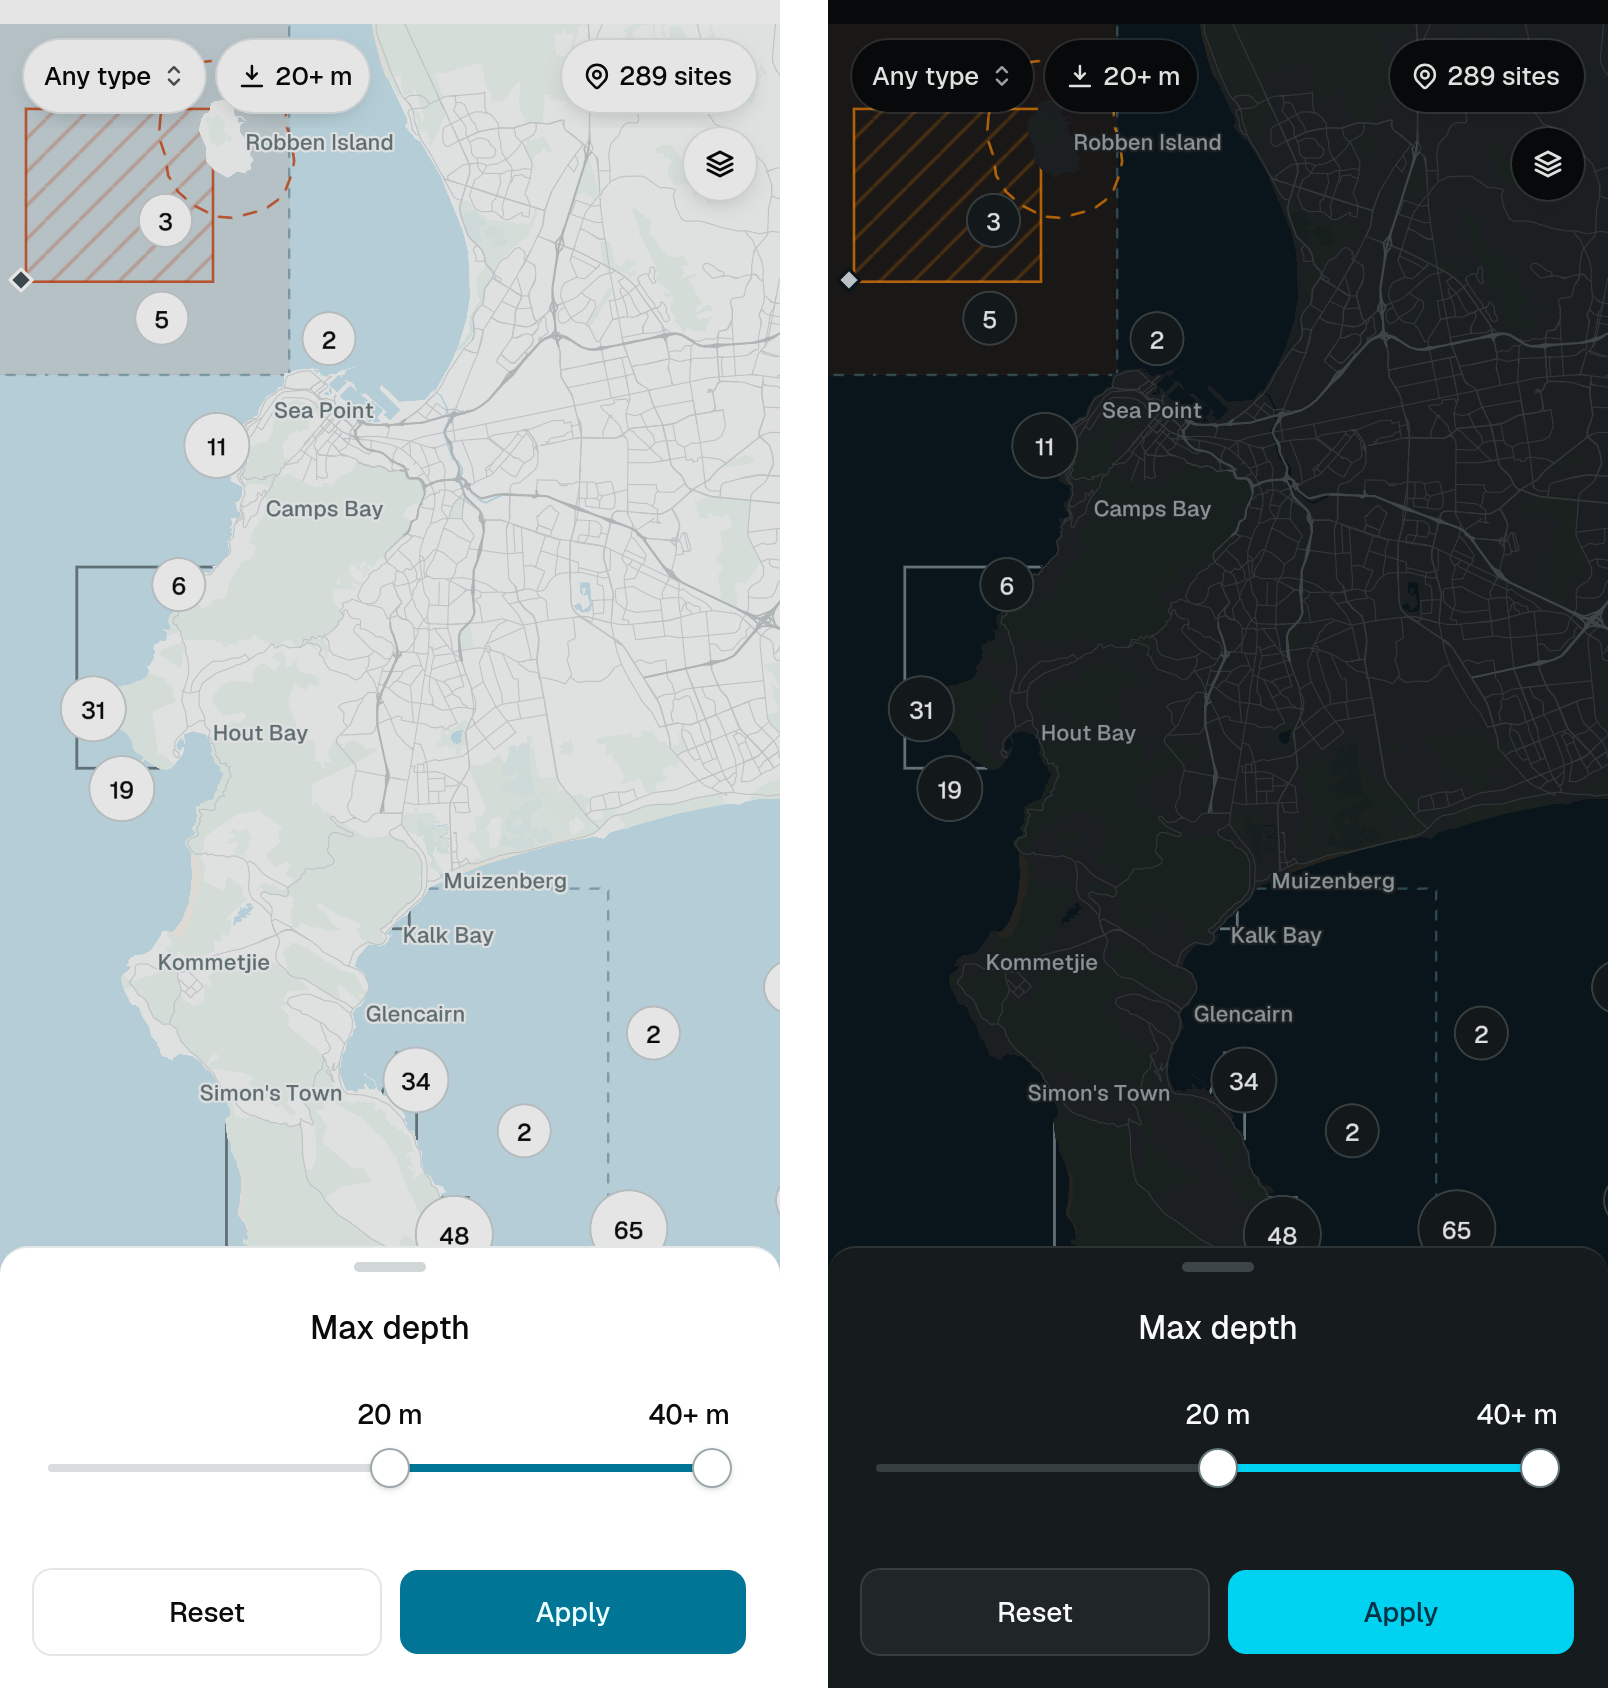 Any type
20+ m
289 sites
Robben Island
3
5
2
Sea Point
11
Camps Bay
6
31
Hout Bay
19
Muizenberg
Kalk Bay
Kommetjie
Glencairn
2
34
Simon's Town
2
48
65
Max depth
20 m
40+ m
Reset
Apply
Any type
20+ m
289 sites
Robben Island
3
5
2
Sea Point
11
Camps Bay
6
31
Hout Bay
19
Muizenberg
Kalk Bay
Kommetjie
Glencairn
2
34
Simon's Town
2
48
65
Max depth
20 m
40+ m
Reset
Apply